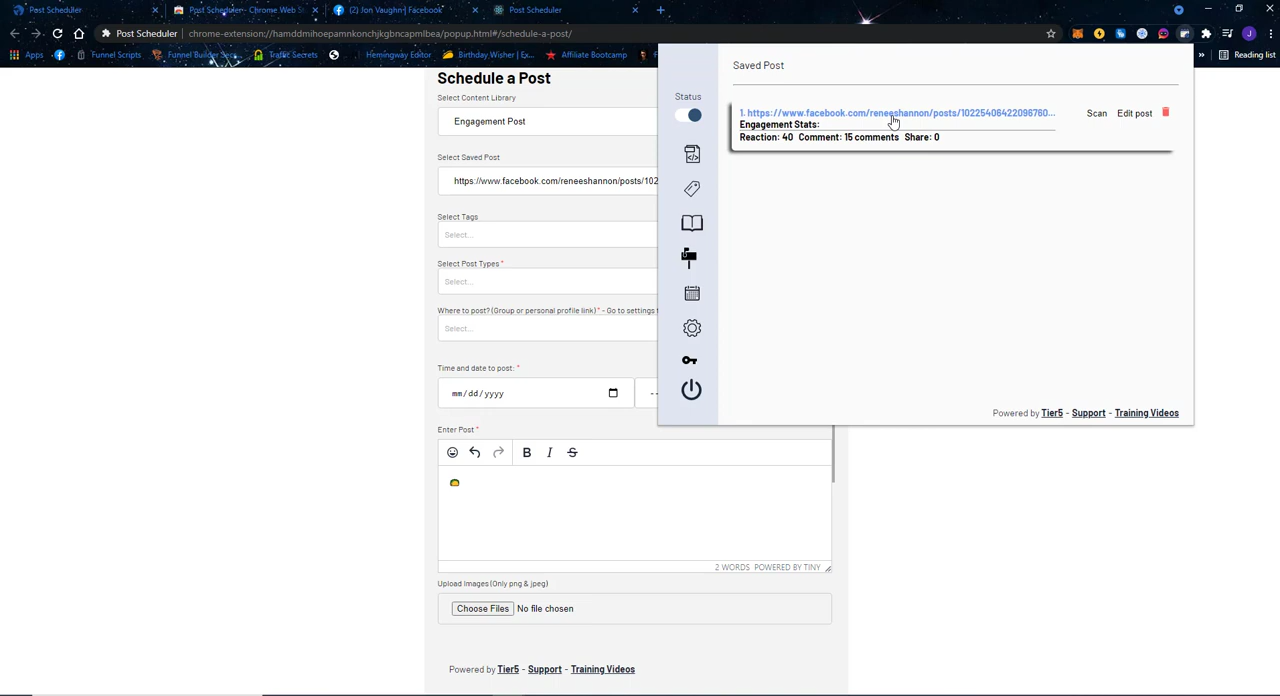 Post Scheduler
Post Scheduler - Chrome Web S
(2) Jon Vaughn | Facebook
Post Scheduler
Post Scheduler chrome-extension://hamddmihoepamnkonchjkgbncapmlbea/popup.html#/schedule-a-post/
Apps
Funnel Scripts
Funnel Builder Sec...
Traffic Secrets
Hemingway Editor
Birthday Wisher | Ex...
Affiliate Bootcamp
»
Reading list
Schedule a Post
Select Content Library
Engagement Post
Select Saved Post
https://www.facebook.com/reneeshannon/posts/102
Select Tags
Select...
Select Post Types *
Select...
Where to post? (Group or personal profile link) * - Go to settings t
Select...
Time and date to post: *
mm/dd/yyyy
--
Enter Post *
B I S
2 WORDS POWERED BY TINY
Upload Images (Only png & jpeg)
Choose Files No file chosen
Powered by Tier5 - Support - Training Videos
Status
Saved Post
1. https://www.facebook.com/reneeshannon/posts/10225406422096760...
Scan Edit post
Engagement Stats:
Reaction: 40 Comment: 15 comments Share: 0
Powered by Tier5 - Support - Training Videos